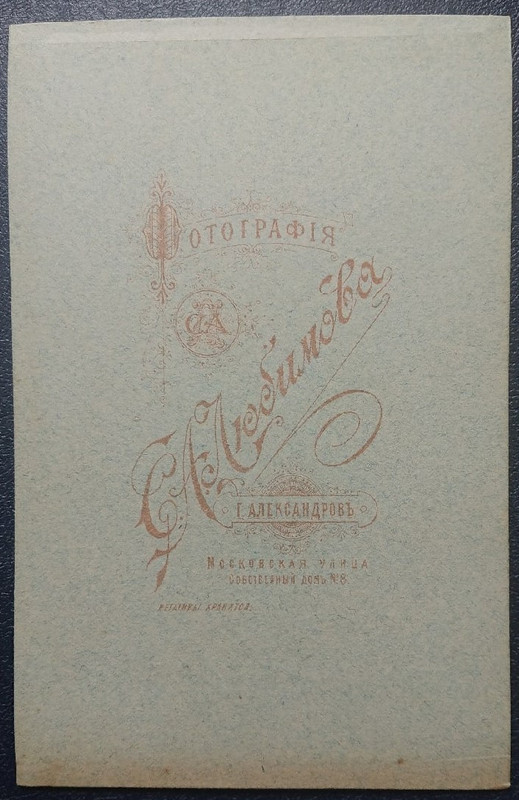 Фотографія
С. А. Любимова
Г. АЛЕКСАНДРОВЪ
МОСКОВСКАЯ УЛИЦА
СОБСТВЕННЫЙ ДОМЪ №8.
НЕГАТИВЫ ХРАНЯТСЯ.